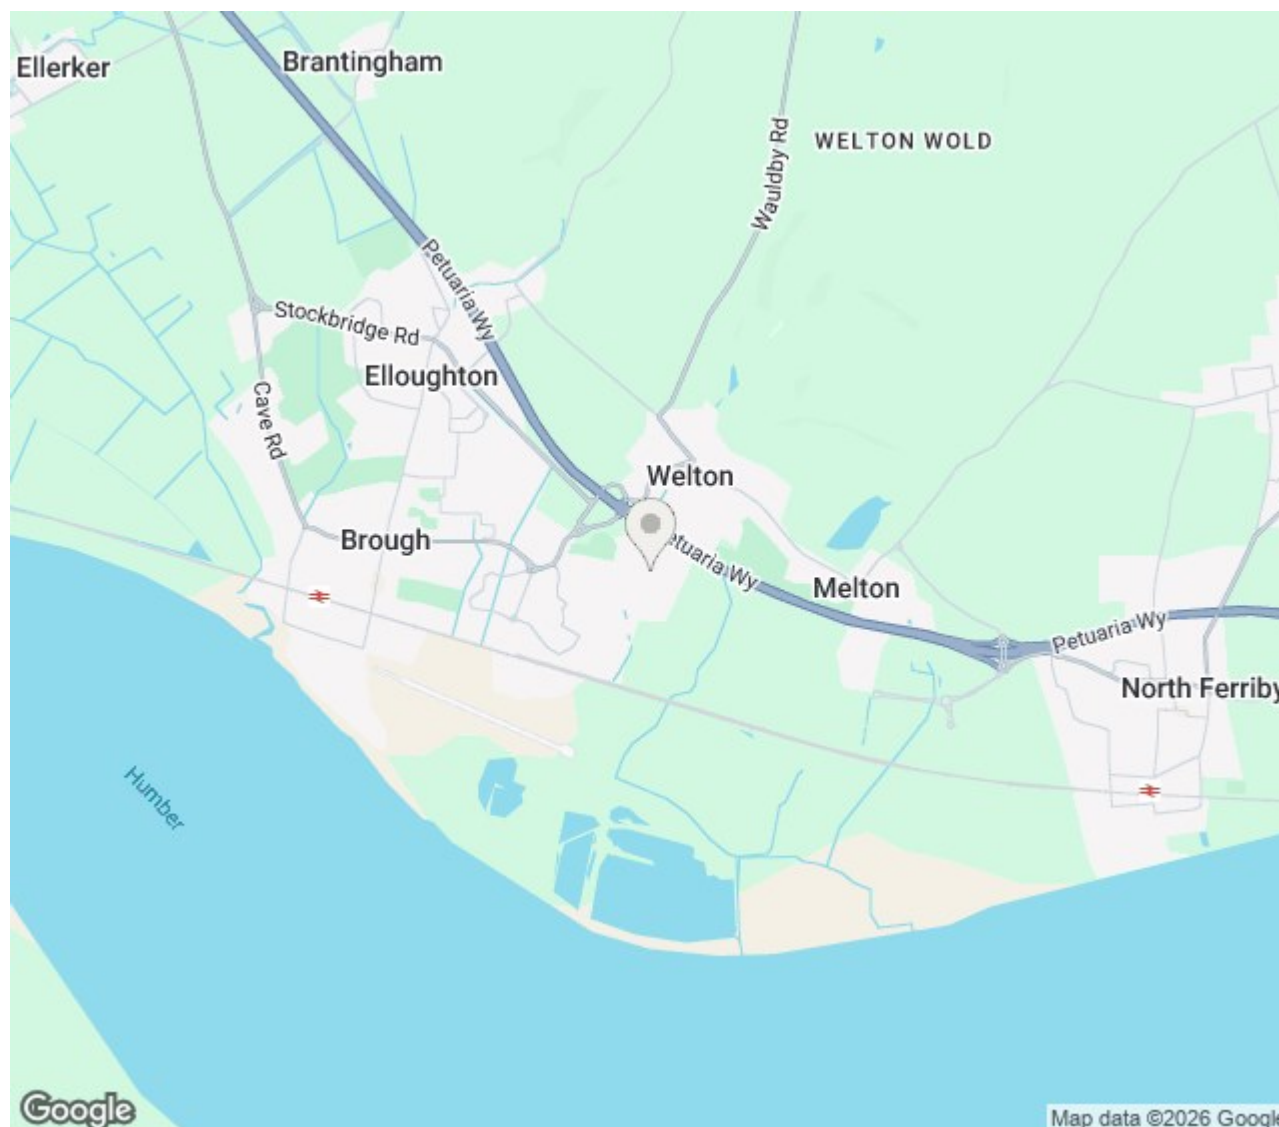 Ellerker
Brantingham
WELTON WOLD
Wauldby Rd
Petuaria Wy
Stockbridge Rd
Elloughton
Cave Rd
Welton
Brough
etuaria Wy
Melton
Petuaria Wy
North Ferriby
Humber
Google
Map data ©2026 Google